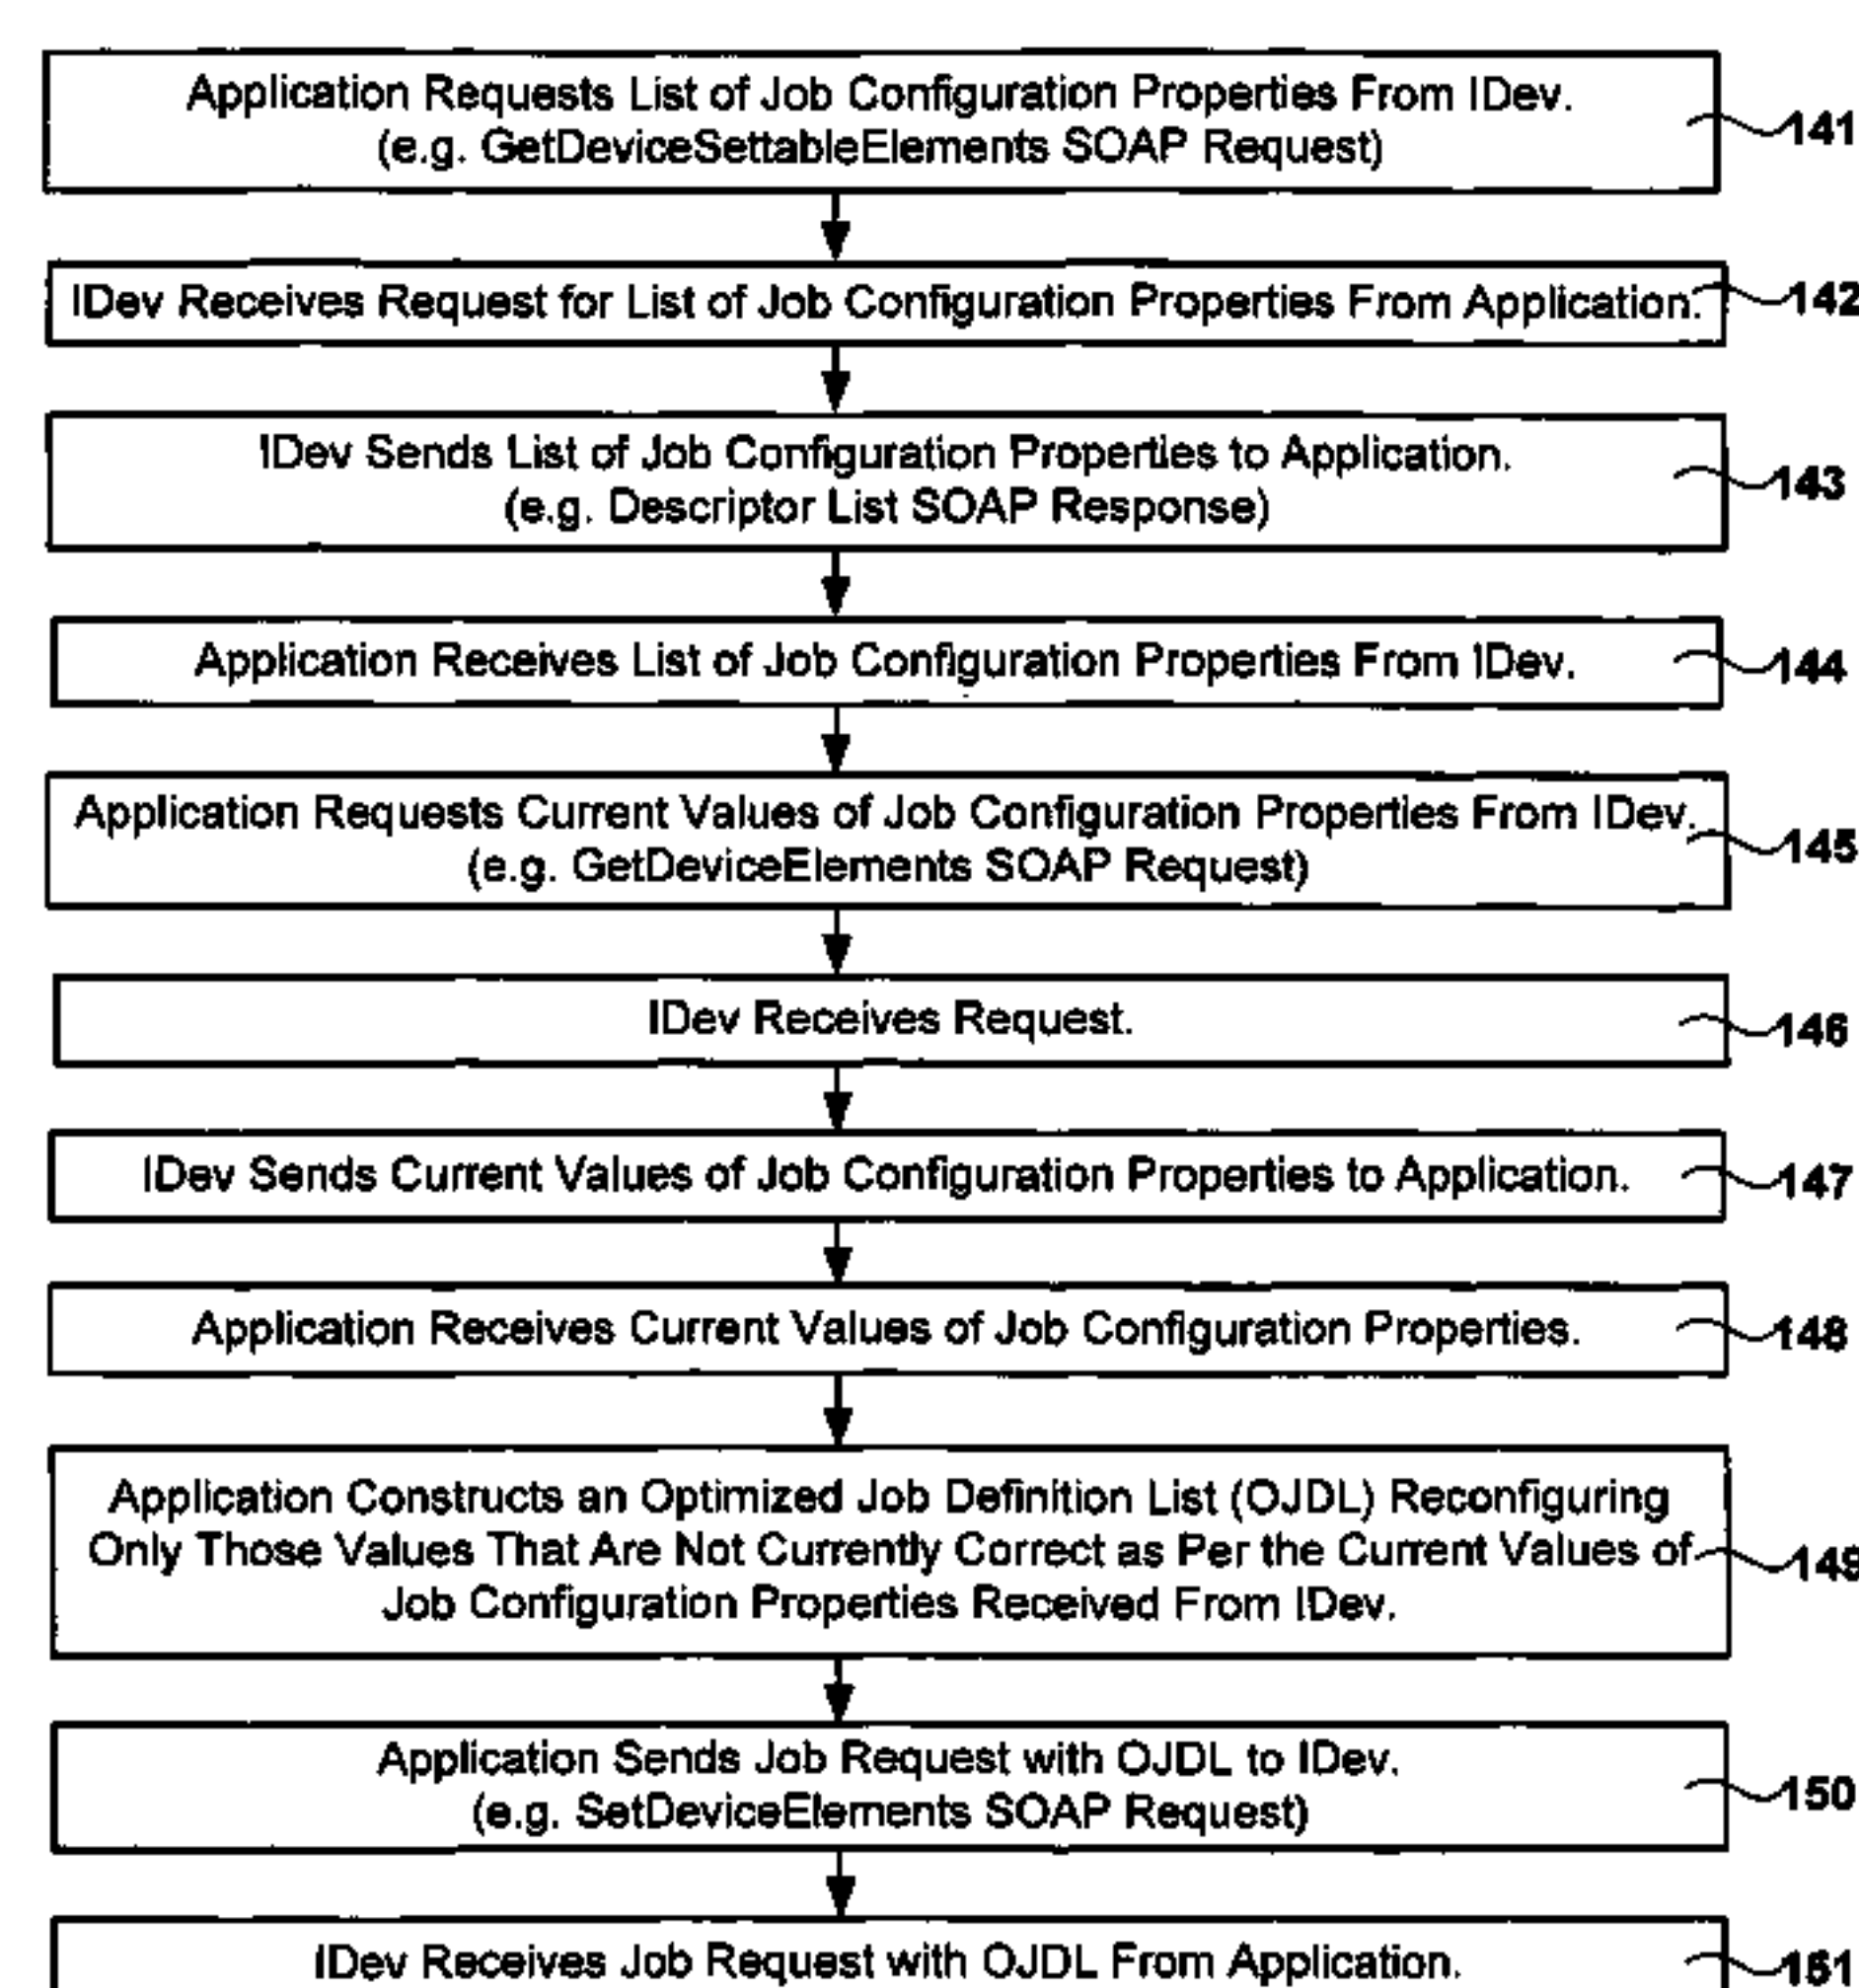 Application Requests List of Job Configuration Properties From IDev.
(e.g. GetDeviceSettableElements SOAP Request)
141
IDev Receives Request for List of Job Configuration Properties From Application.
142
IDev Sends List of Job Configuration Properties to Application.
(e.g. Descriptor List SOAP Response)
143
Application Receives List of Job Configuration Properties From IDev.
144
Application Requests Current Values of Job Configuration Properties From IDev.
(e.g. GetDeviceElements SOAP Request)
145
IDev Receives Request.
146
IDev Sends Current Values of Job Configuration Properties to Application.
147
Application Receives Current Values of Job Configuration Properties.
148
Application Constructs an Optimized Job Definition List (OJDL) Reconfiguring
Only Those Values That Are Not Currently Correct as Per the Current Values of
Job Configuration Properties Received From IDev.
149
Application Sends Job Request with OJDL to IDev.
(e.g. SetDeviceElements SOAP Request)
150
IDev Receives Job Request with OJDL From Application.
151